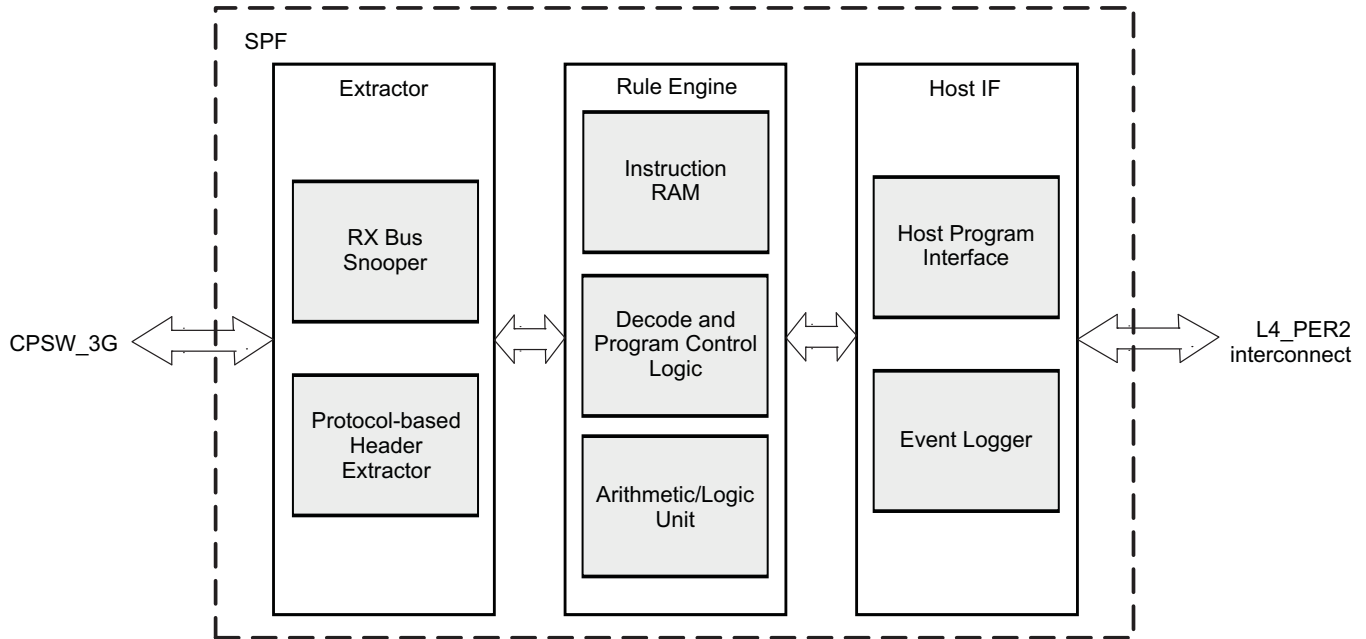 SPF
Extractor
Rule Engine
Host IF
Instruction
RAM
RX Bus
Snooper
Host Program
Interface
CPSW_3G
Decode and
Program Control
Logic
L4_PER2
interconnect
Protocol-based
Header
Extractor
Event Logger
Arithmetic/Logic
Unit